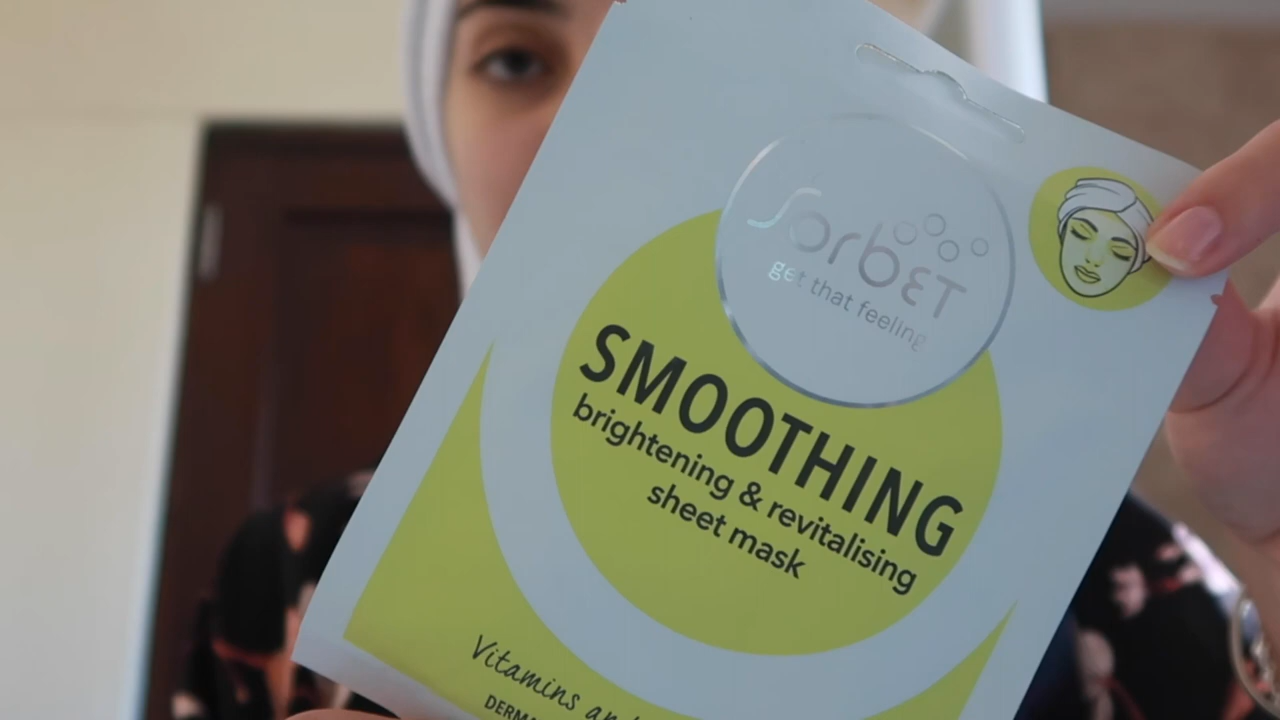 Sorbet
get that feeling
SMOOTHING
brightening & revitalising
sheet mask
Vitamins